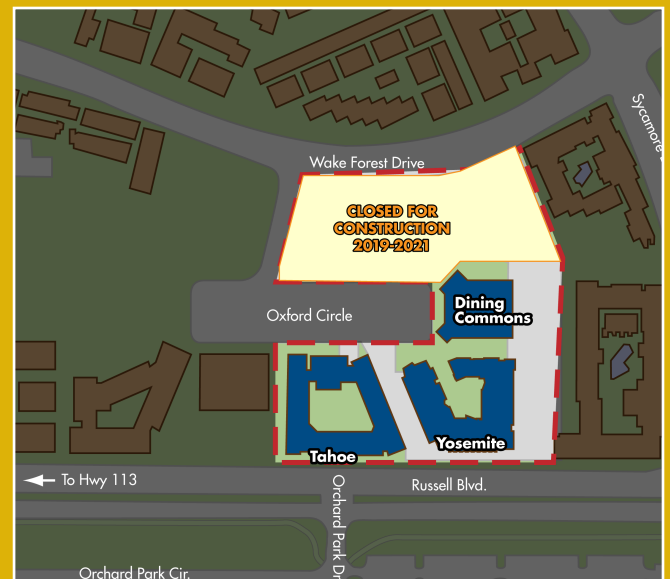 Sycamore
Wake Forest Drive
CLOSED FOR
CONSTRUCTION
2019-2021
Oxford Circle
Dining
Commons
Tahoe
Yosemite
To Hwy 113
Russell Blvd.
Orchard Park Dr
Orchard Park Cir.